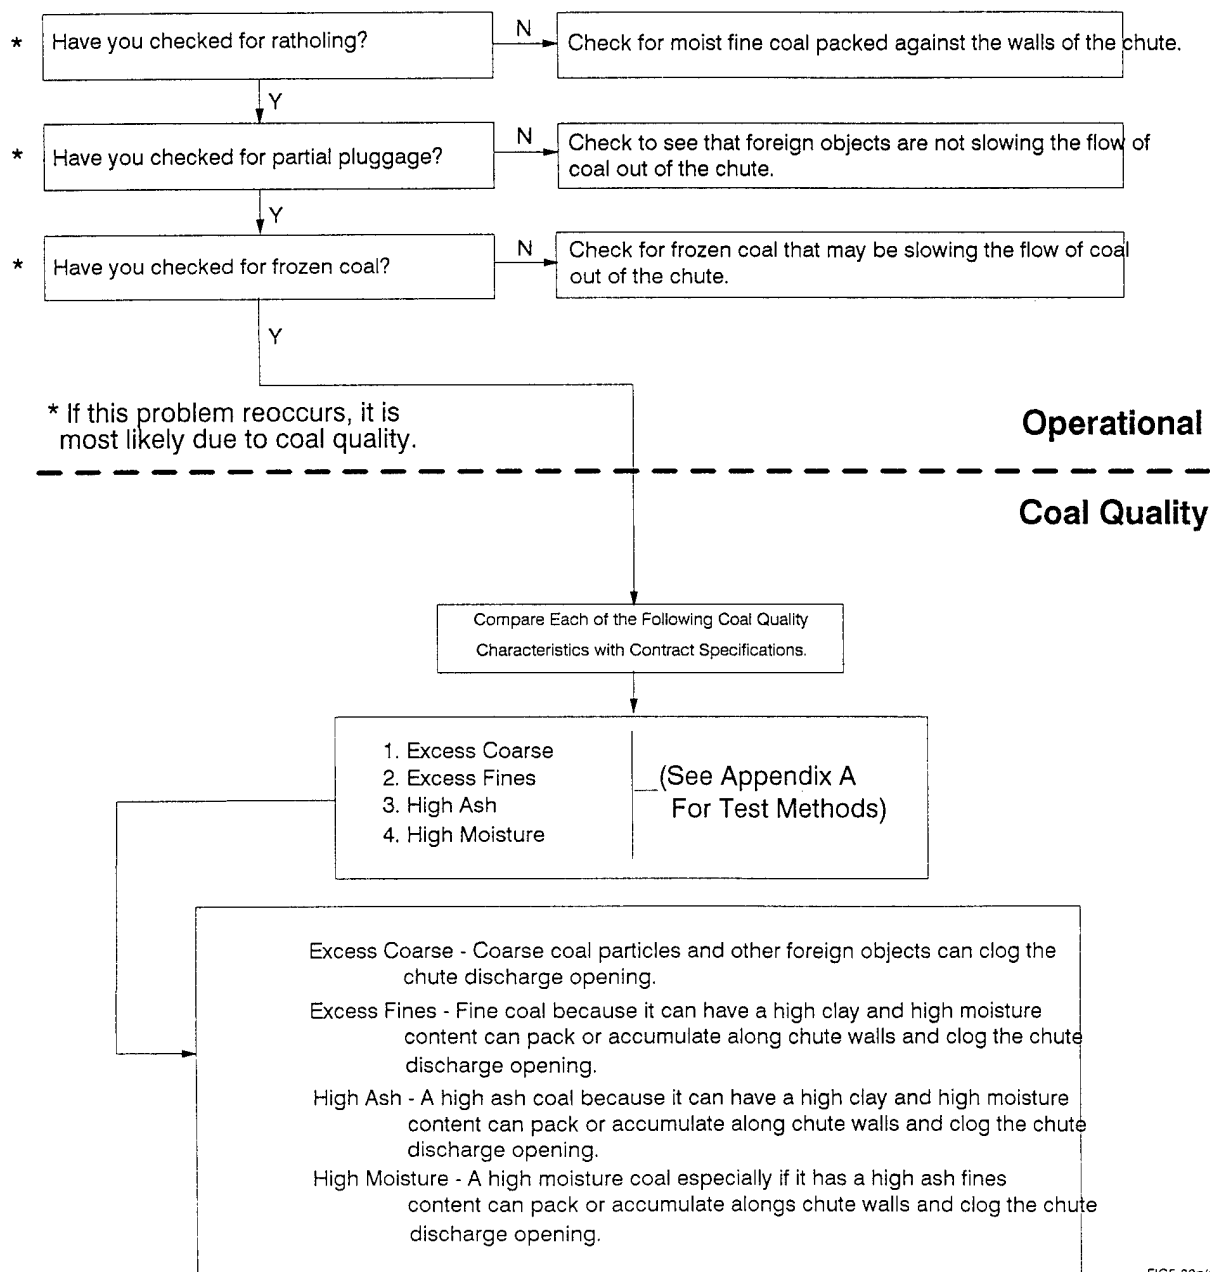 * Have you checked for ratholing?
N
Check for moist fine coal packed against the walls of the chute.
Y
* Have you checked for partial pluggage?
N
Check to see that foreign objects are not slowing the flow of
coal out of the chute.
Y
* Have you checked for frozen coal?
N
Check for frozen coal that may be slowing the flow of coal
out of the chute.
Y
* If this problem reoccurs, it is
most likely due to coal quality.
Operational
Coal Quality
Compare Each of the Following Coal Quality
Characteristics with Contract Specifications.
1. Excess Coarse
2. Excess Fines
3. High Ash
4. High Moisture
(See Appendix A
For Test Methods)
Excess Coarse - Coarse coal particles and other foreign objects can clog the
chute discharge opening.
Excess Fines - Fine coal because it can have a high clay and high moisture
content can pack or accumulate along chute walls and clog the chute
discharge opening.
High Ash - A high ash coal because it can have a high clay and high moisture
content can pack or accumulate along chute walls and clog the chute
discharge opening.
High Moisture - A high moisture coal especially if it has a high ash fines
content can pack or accumulate alongs chute walls and clog the chute
discharge opening.